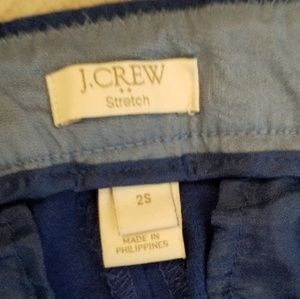 J.CREW
Stretch
2S
MADE IN
PHILIPPINES